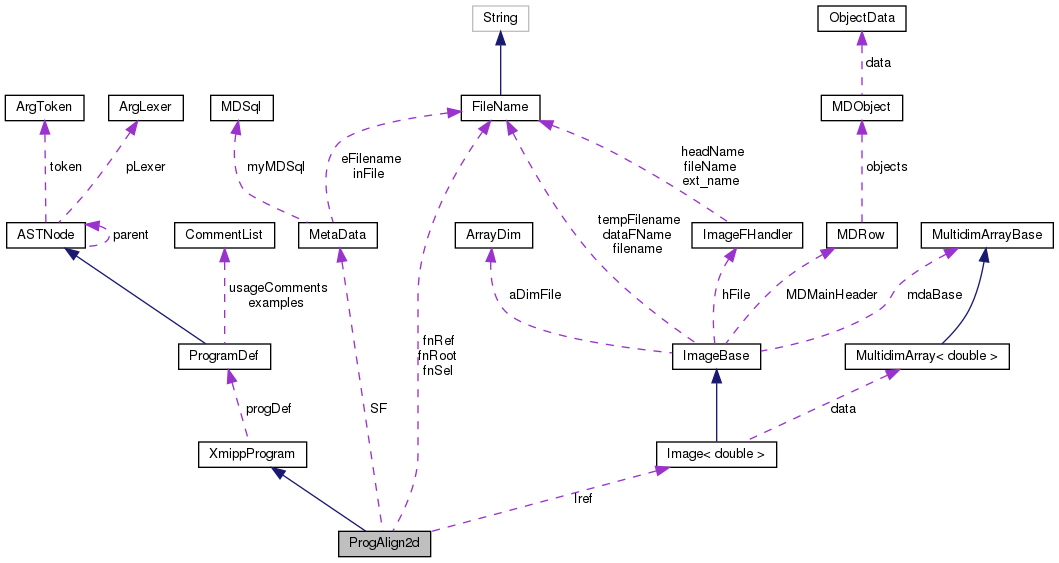 String
ObjectData
data
ArgToken
ArgLexer
MDSql
FileName
MDObject
token
pLexer
myMDSql
eFilename
inFile
headName
fileName
ext_name
objects
ASTNode
parent
CommentList
MetaData
ArrayDim
tempFilename
dataFName
filename
ImageFHandler
MDRow
MultidimArrayBase
usageComments
examples
aDimFile
hFile
MDMainHeader
mdaBase
fnRef
fnRoot
fnSel
ProgramDef
ImageBase
MultidimArray< double >
progDef
SF
data
XmippProgram
Image< double >
Iref
ProgAlign2d